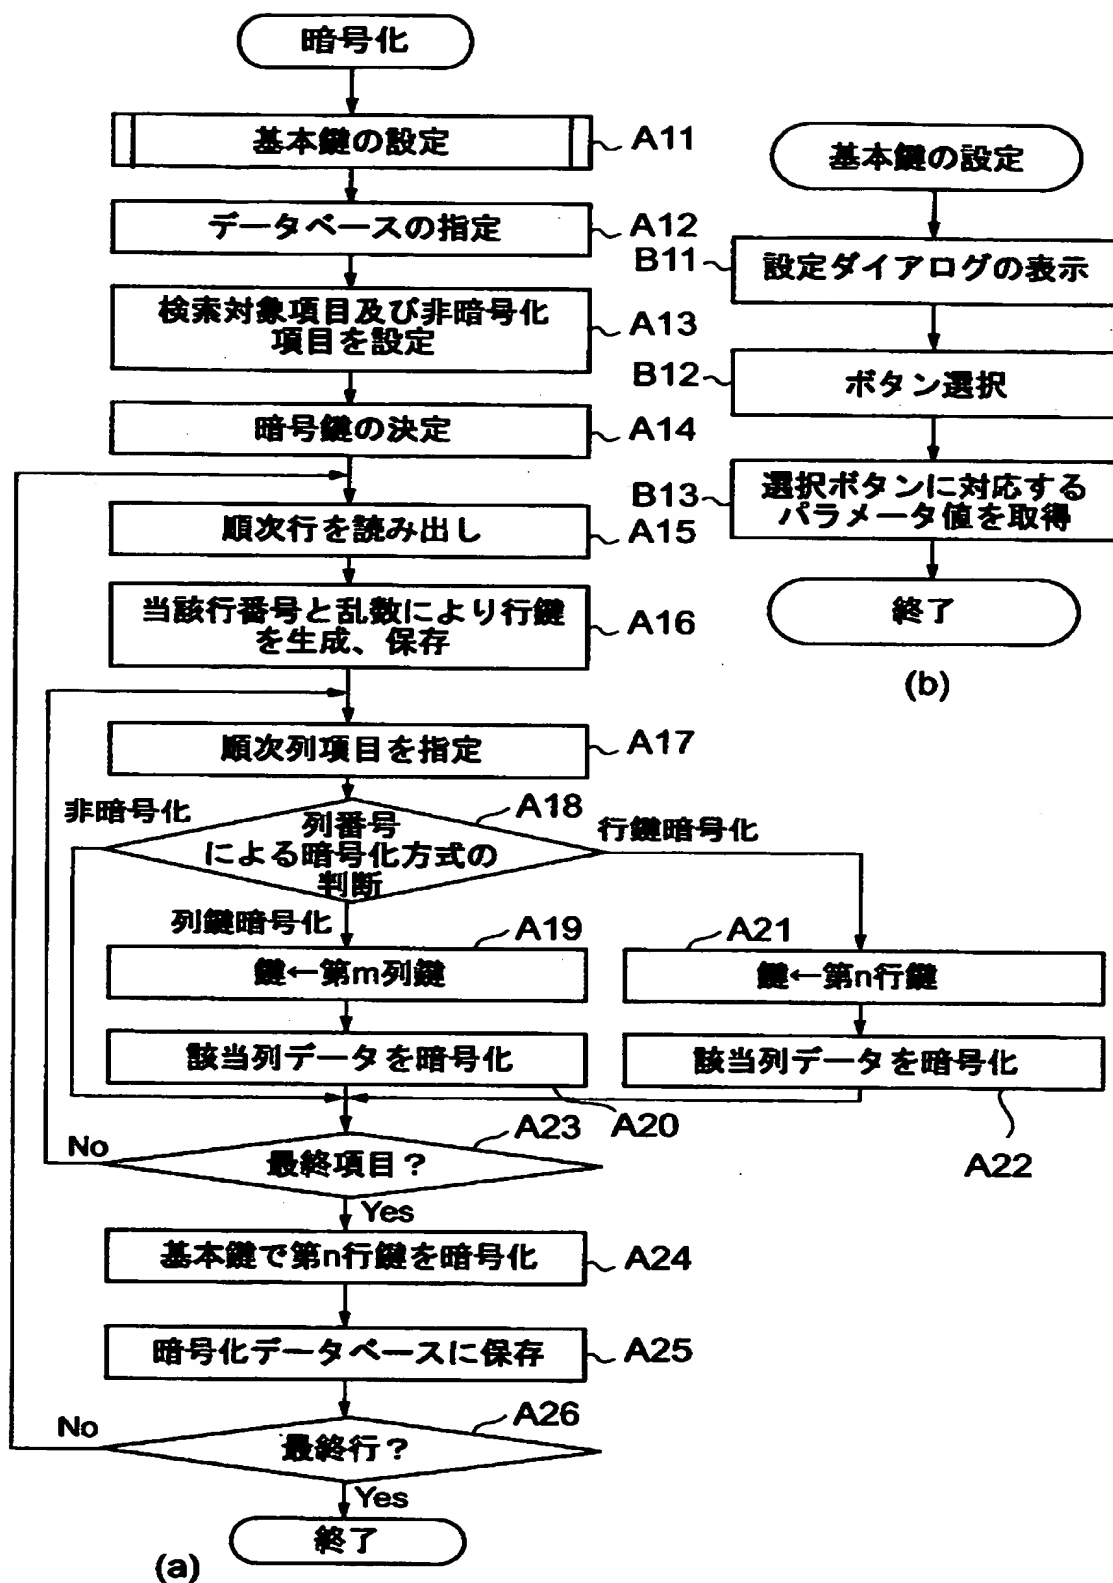 暗号化
基本鍵の設定
A11
データベースの指定
A12
検索対象項目及び非暗号化
項目を設定
A13
暗号鍵の決定
A14
順次行を読み出し
A15
当該行番号と乱数により行鍵
を生成、保存
A16
順次列項目を指定
A17
非暗号化
A18
列番号
による暗号化方式の
判断
行鍵暗号化
列鍵暗号化
A19
鍵←第m列鍵
A21
鍵←第n行鍵
該当列データを暗号化
A20
該当列データを暗号化
A22
A23
No
最終項目？
Yes
基本鍵で第n行鍵を暗号化
A24
暗号化データベースに保存
A25
A26
No
最終行？
Yes
終了
(a)
基本鍵の設定
B11
設定ダイアログの表示
B12
ボタン選択
B13
選択ボタンに対応する
パラメータ値を取得
終了
(b)